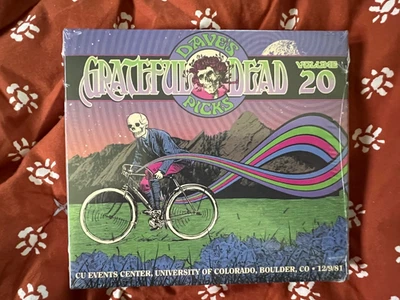 DAVE'S
GRATEFUL DEAD
PICKS
VOLUME
20
CU EVENTS CENTER, UNIVERSITY OF COLORADO, BOULDER, CO • 12/9/81